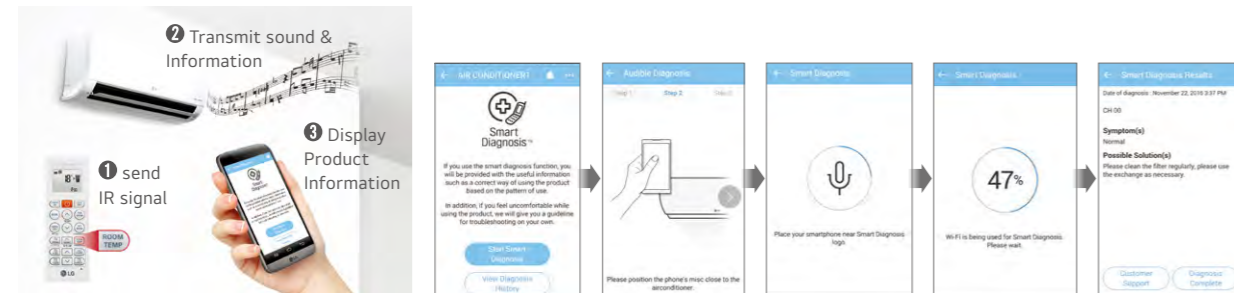 ❷ Transmit sound &
Information
❸ Display
Product
Information
❶ send
IR signal
ROOM
TEMP
LG
Smart
Diagnosis
← AIR CONDITIONER1
Smart
Diagnosis™
If you use the smart diagnosis function, you
will be provided with the useful information
such as a correct way of using the product
based on the pattern of use.
In addition, if you feel uncomfortable while
using the product, we will give you a guideline
for troubleshooting on your own.
Start Smart
Diagnosis
View Diagnosis
History
← Audible Diagnosis
Step 1 Step 2 Step 3
Please position the phone's misc close to the
airconditioner.
← Smart Diagnosis
Place your smartphone near Smart Diagnosis
logo.
← Smart Diagnosis
47%
Wi-Fi is being used for Smart Diagnosis.
Please wait.
← Smart Diagnosis Results
Date of diagnosis : November 22, 2016 3:37 PM
CH 00
Symptom(s)
Normal
Possible Solution(s)
Please clean the filter regularly, please use
the exchange as necessary.
Customer
Support
Diagnosis
Complete